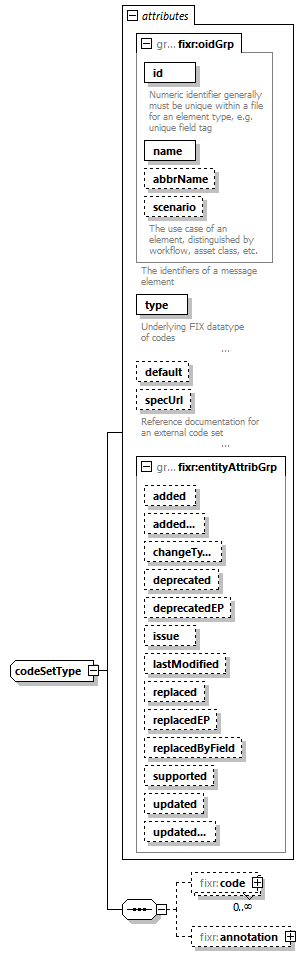 attributes
gr... fixr:oidGrp
id
Numeric identifier generally
must be unique within a file
for an element type, e.g.
unique field tag
name
abbrName
scenario
The use case of an
element, distinguished by
workflow, asset class, etc.
The identifiers of a message
element
type
Underlying FIX datatype
of codes
...
default
specUrl
Reference documentation for
an external code set
...
gr... fixr:entityAttribGrp
added
added...
changeTy...
deprecated
deprecatedEP
issue
codeSetType
lastModified
replaced
replacedEP
replacedByField
supported
updated
updated...
fixr:code
0..∞
fixr:annotation